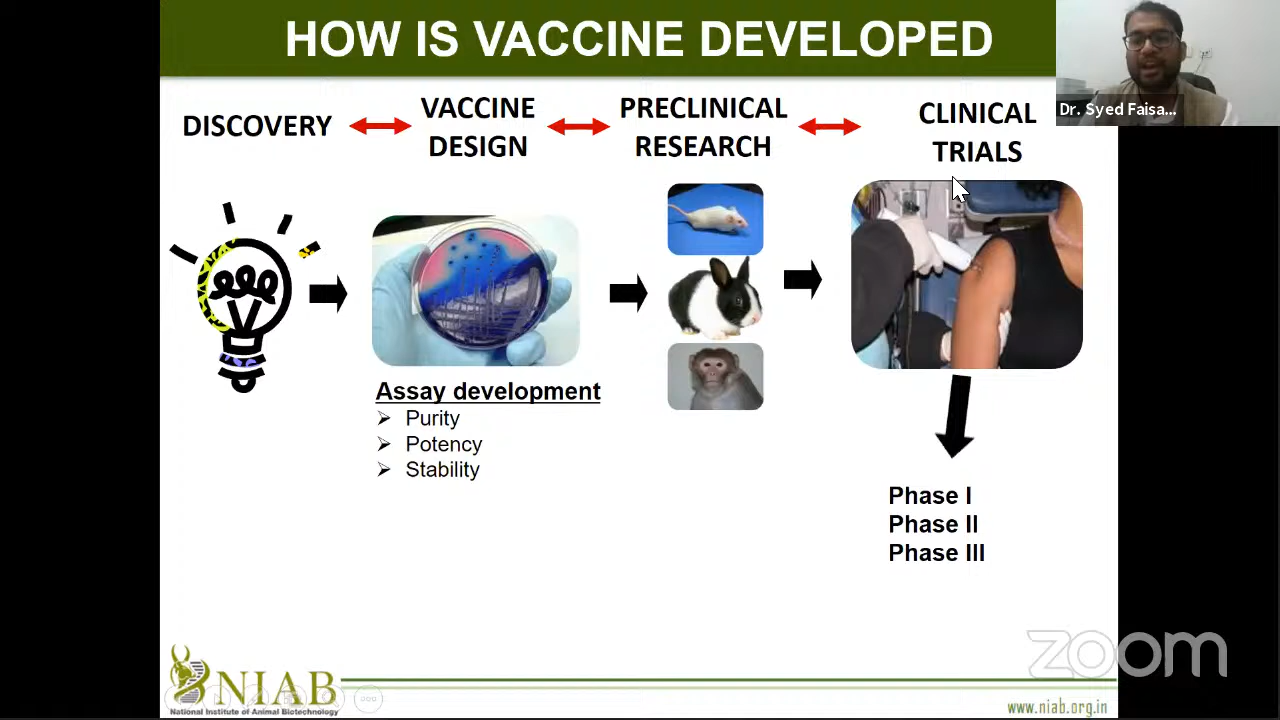 HOW IS VACCINE DEVELOPED
Dr. Syed Faisa...
DISCOVERY
VACCINE
DESIGN
PRECLINICAL
RESEARCH
CLINICAL
TRIALS
Assay development
Purity
Potency
Stability
Phase I
Phase II
Phase III
zoom
NIAB
National Institute of Animal Biotechnology
www.niab.org.in